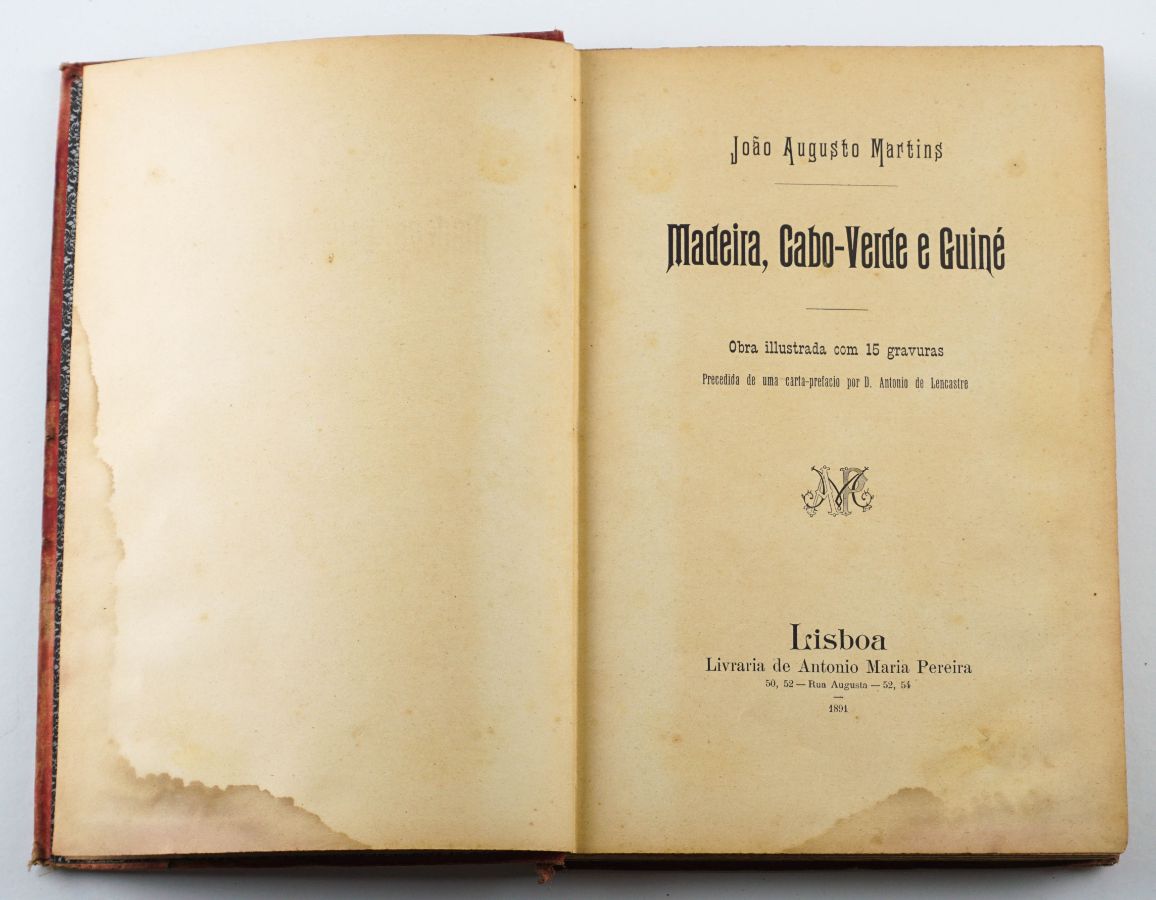 João Augusto Martins
Madeira, Cabo-Verde e Guiné
Obra illustrada com 15 gravuras
Precedida de uma carta-prefacio por D. Antonio de Lencastre
AMP
Lisboa
Livraria de Antonio Maria Pereira
50, 52 — Rua Augusta — 52, 54
1891